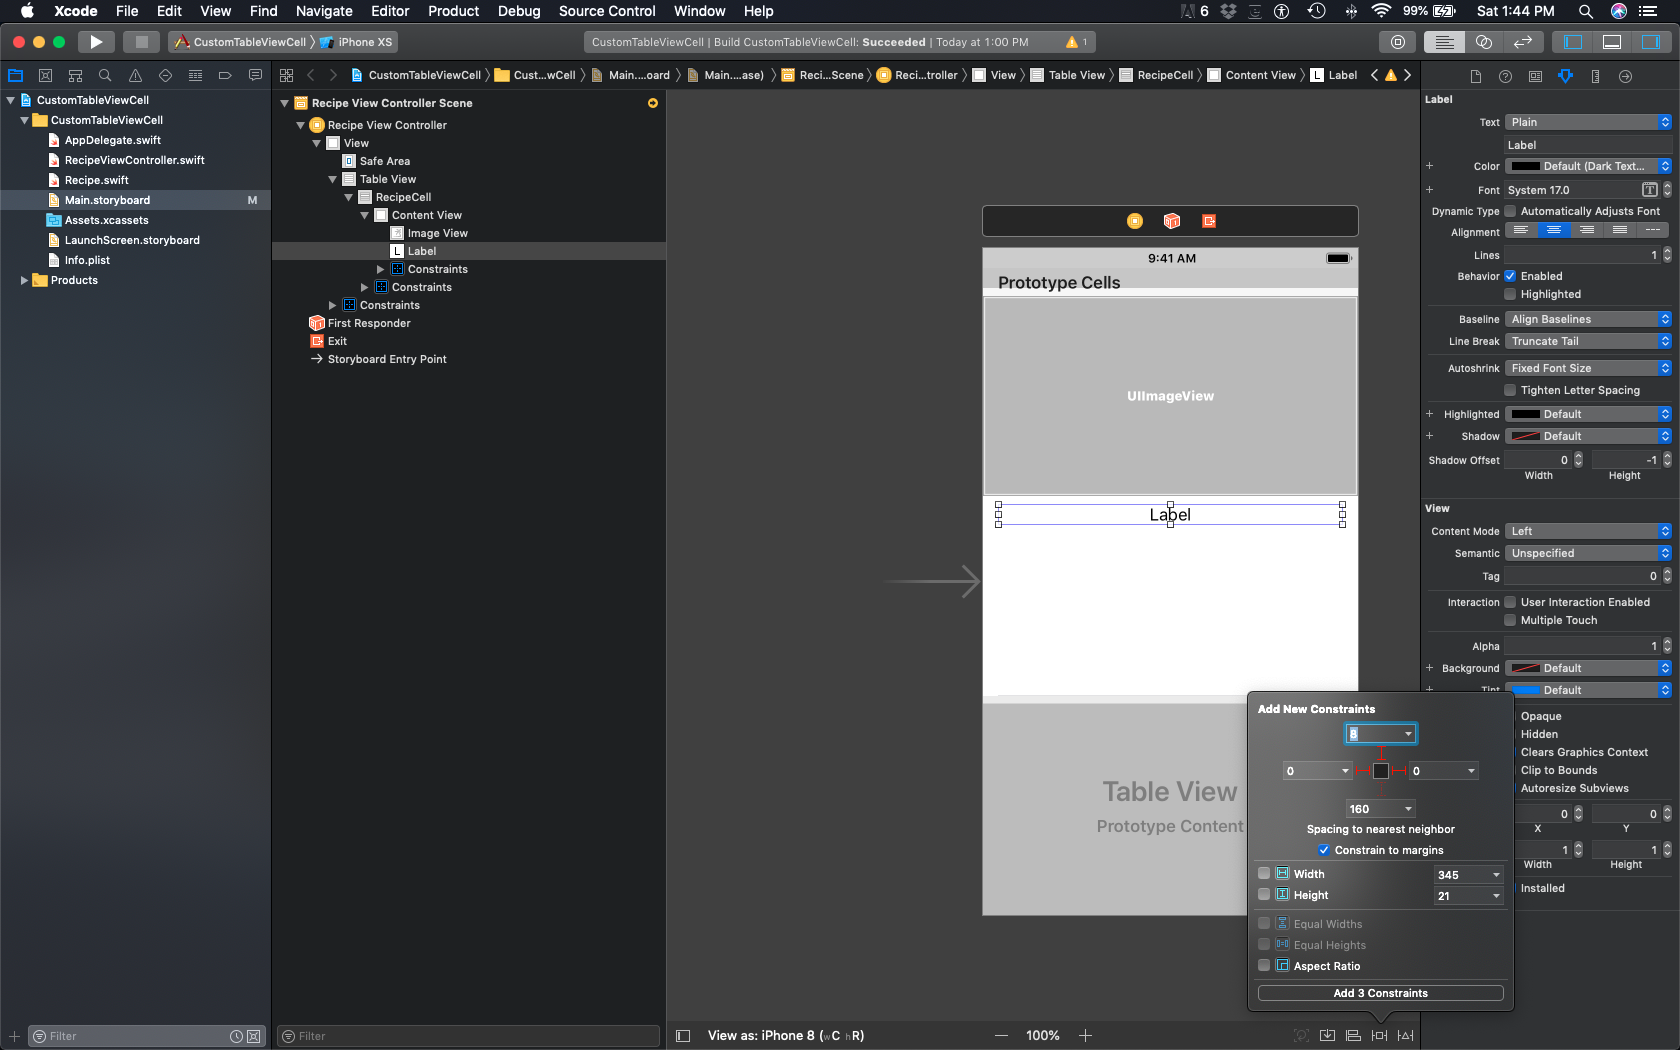 Xcode File Edit View Find Navigate Editor Product Debug Source Control Window Help 6 99% Sat 1:44 PM
CustomTableViewCell iPhone XS
CustomTableViewCell | Build CustomTableViewCell: Succeeded | Today at 1:00 PM 1
CustomTableViewCell Cust...wCell Main....oard Main....ase) Reci...Scene Reci...troller View Table View RecipeCell Content View L Label
CustomTableViewCell
CustomTableViewCell
AppDelegate.swift
RecipeViewController.swift
Recipe.swift
Main.storyboard M
Assets.xcassets
LaunchScreen.storyboard
Info.plist
Products
Filter
Recipe View Controller Scene
Recipe View Controller
View
Safe Area
Table View
RecipeCell
Content View
Image View
L Label
Constraints
Constraints
Constraints
First Responder
Exit
Storyboard Entry Point
Filter
9:41 AM
Prototype Cells
UIImageView
Label
Table View
Prototype Content
View as: iPhone 8 (wC hR)
100%
Add New Constraints
8
0 0
160
Spacing to nearest neighbor
Constrain to margins
Width 345
Height 21
Equal Widths
Equal Heights
Aspect Ratio
Add 3 Constraints
Label
Text Plain
Label
Color Default (Dark Text...
Font System 17.0
Dynamic Type Automatically Adjusts Font
Alignment
Lines 1
Behavior Enabled
Highlighted
Baseline Align Baselines
Line Break Truncate Tail
Autoshrink Fixed Font Size
Tighten Letter Spacing
Highlighted Default
Shadow Default
Shadow Offset 0 -1
Width Height
View
Content Mode Left
Semantic Unspecified
Tag 0
Interaction User Interaction Enabled
Multiple Touch
Alpha 1
Background Default
Tint Default
Opaque
Hidden
Clears Graphics Context
Clip to Bounds
Autoresize Subviews
0 0
X Y
1 1
Width Height
Installed